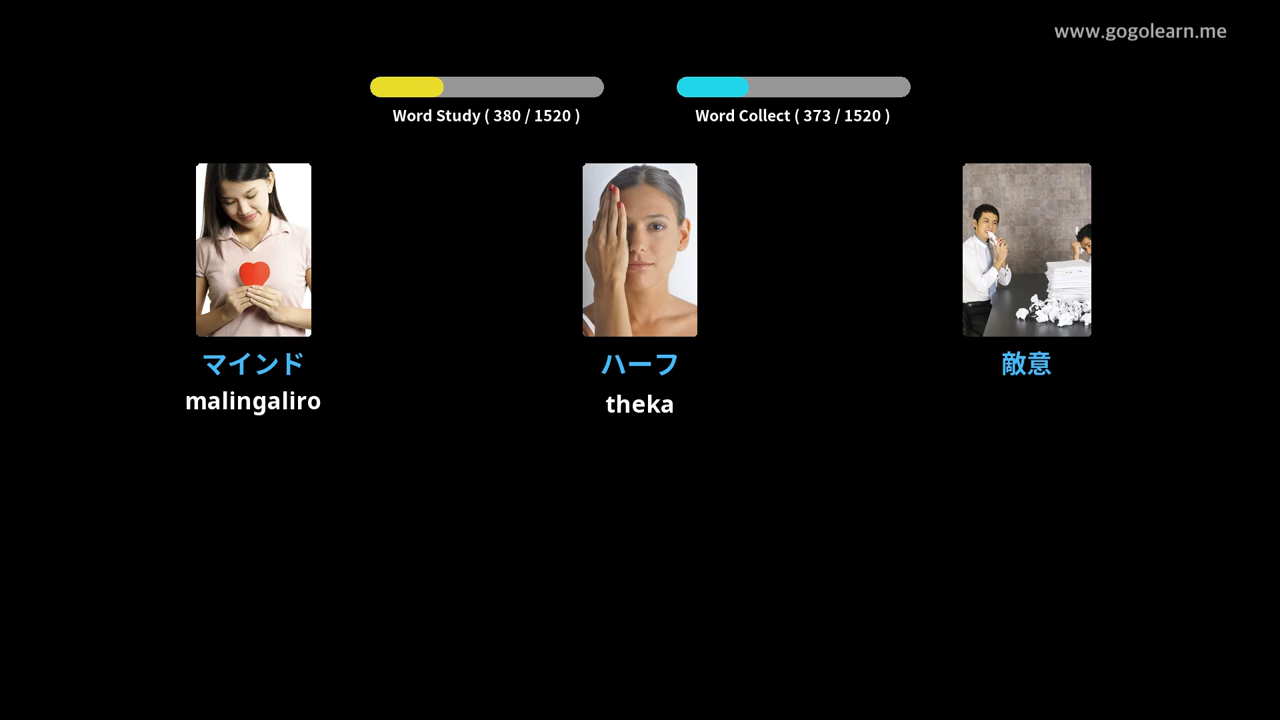 www.gogolearn.me
Word Study ( 380 / 1520 )
Word Collect ( 373 / 1520 )
マインド
malingaliro
ハーフ
theka
敵意